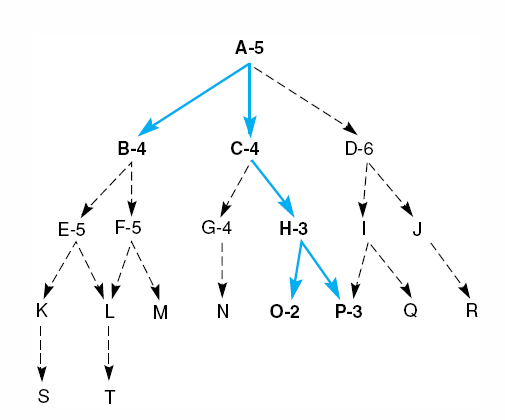 A-5
B-4 C-4 D-6
E-5 F-5 G-4 H-3 I J
K L M N O-2 P-3 Q R
S T